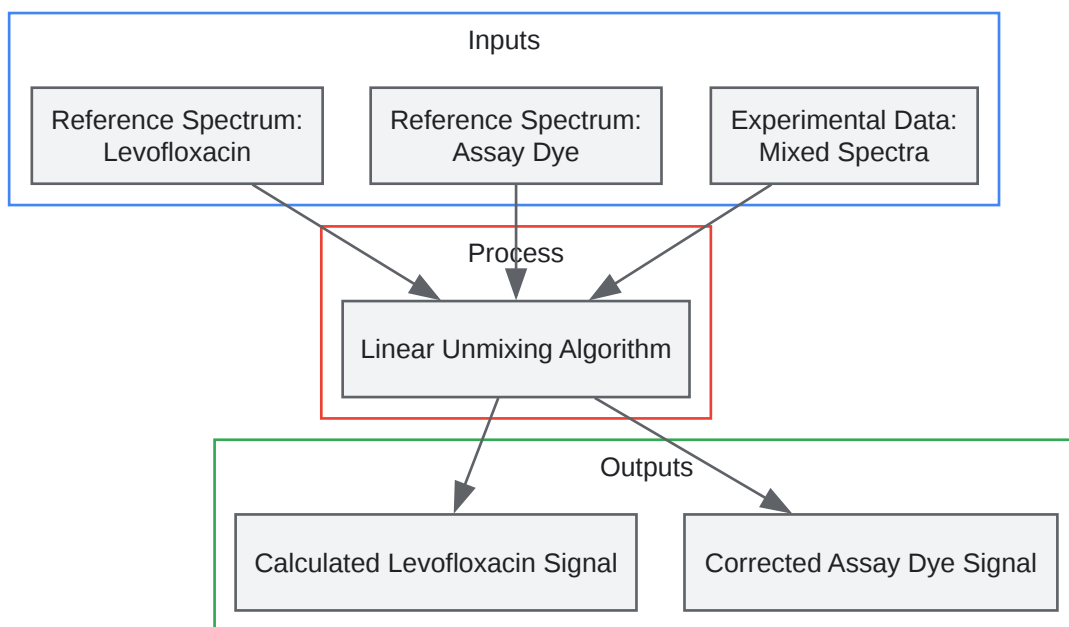 Inputs
Reference Spectrum:
Levofloxacin
Reference Spectrum:
Assay Dye
Experimental Data:
Mixed Spectra
Process
Linear Unmixing Algorithm
Outputs
Calculated Levofloxacin Signal
Corrected Assay Dye Signal